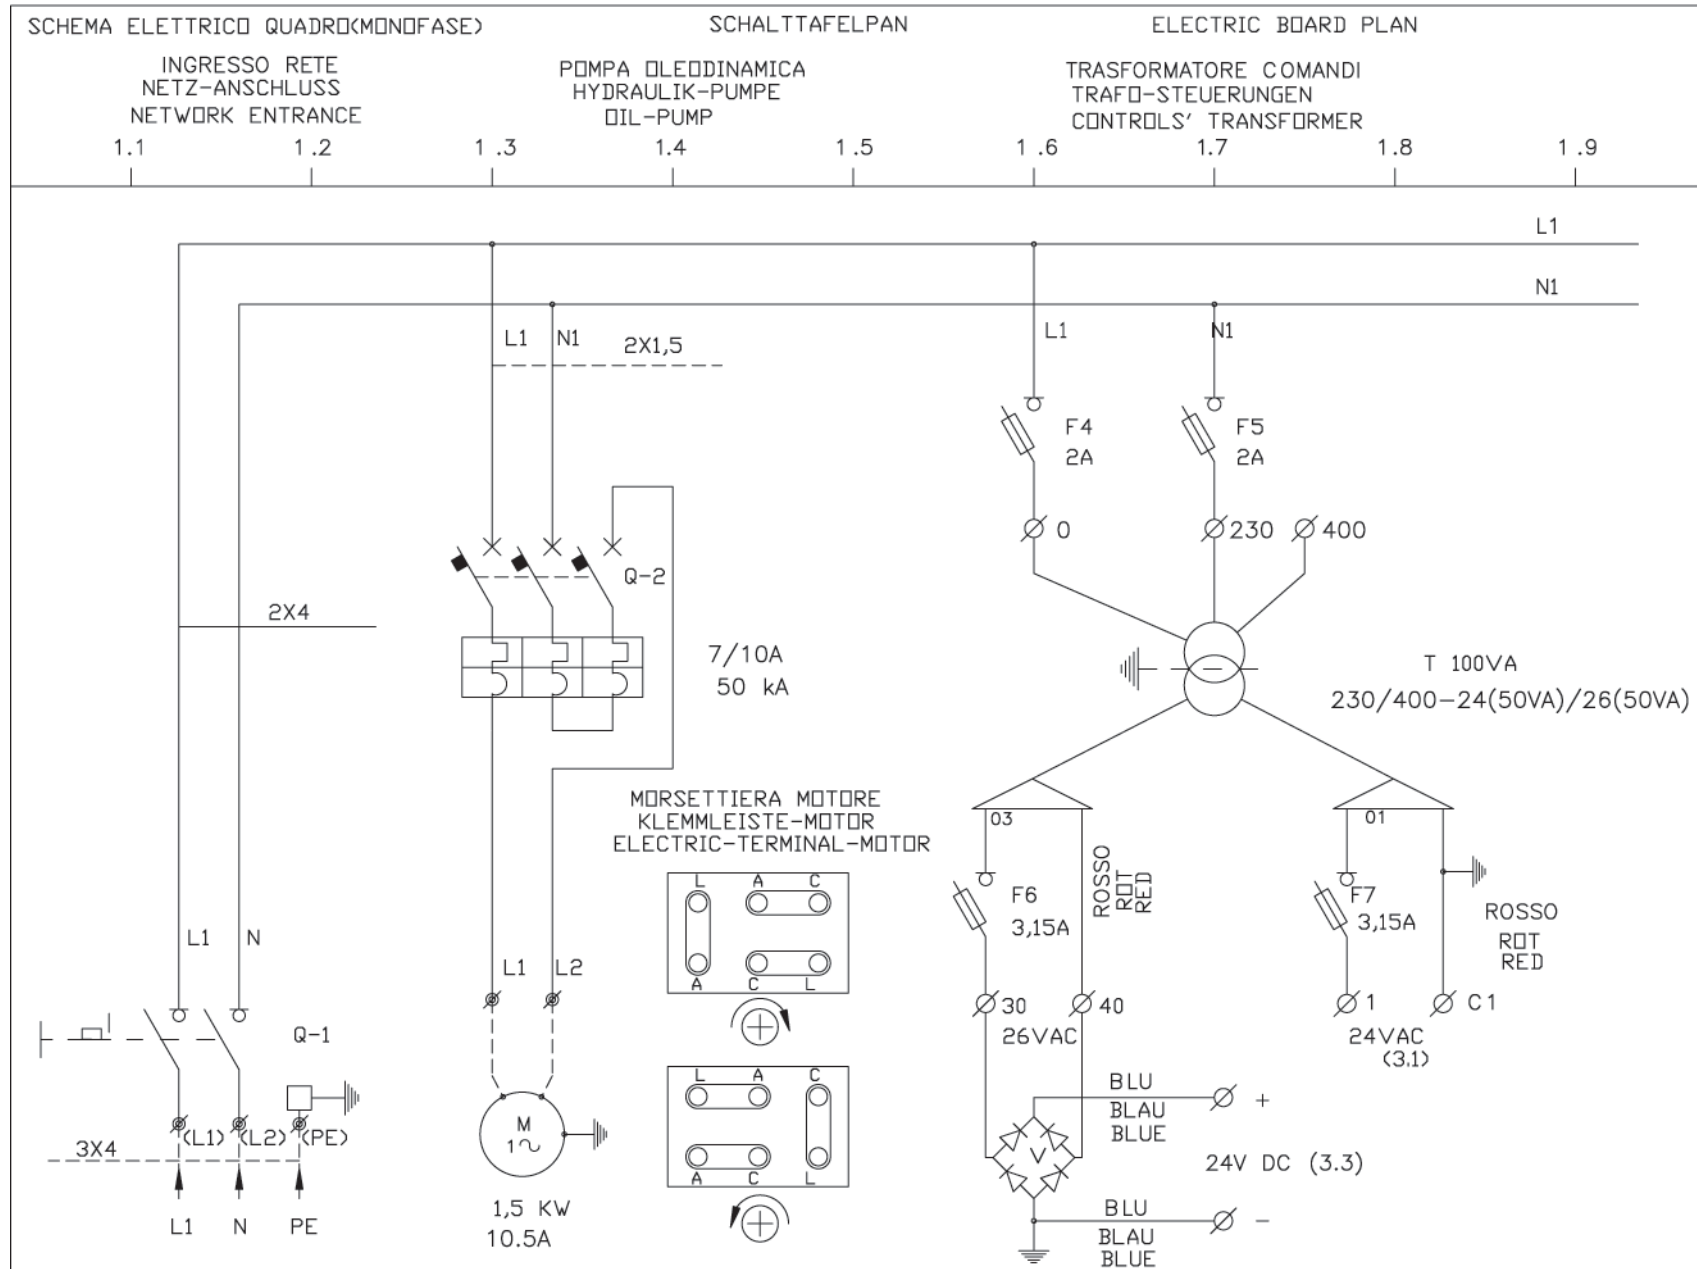 SCHEMA ELETTRICO QUADRO(MONOFASE) SCHALTTAFELPAN ELECTRIC BOARD PLAN
INGRESSO RETE
NETZ-ANSCHLUSS
NETWORK ENTRANCE
POMPA OLEODINAMICA
HYDRAULIK-PUMPE
OIL-PUMP
TRASFORMATORE COMANDI
TRAFO-STEUERUNGEN
CONTROLS' TRANSFORMER
1.1 1.2 1.3 1.4 1.5 1.6 1.7 1.8 1.9
L1
N1
L1 N1
2X1,5
L1 N1
F4
2A
F5
2A
0 230 400
Q-2
2X4
7/10A
50 kA
T 100VA
230/400-24(50VA)/26(50VA)
MORSETTIERA MOTORE
KLEMMLEISTE-MOTOR
ELECTRIC-TERMINAL-MOTOR
03
01
L A C
A C L
F6
3,15A
ROSSO
ROT
RED
F7
3,15A
ROSSO
ROT
RED
L1 N
L1 L2
30 40
26VAC
1 C1
24VAC
(3.1)
Q-1
L A C
A C L
M
1~
BLU
BLAU
BLUE
+
V
24V DC (3.3)
(L1) (L2) (PE)
3X4
L1 N PE
1,5 KW
10.5A
BLU
BLAU
BLUE
-